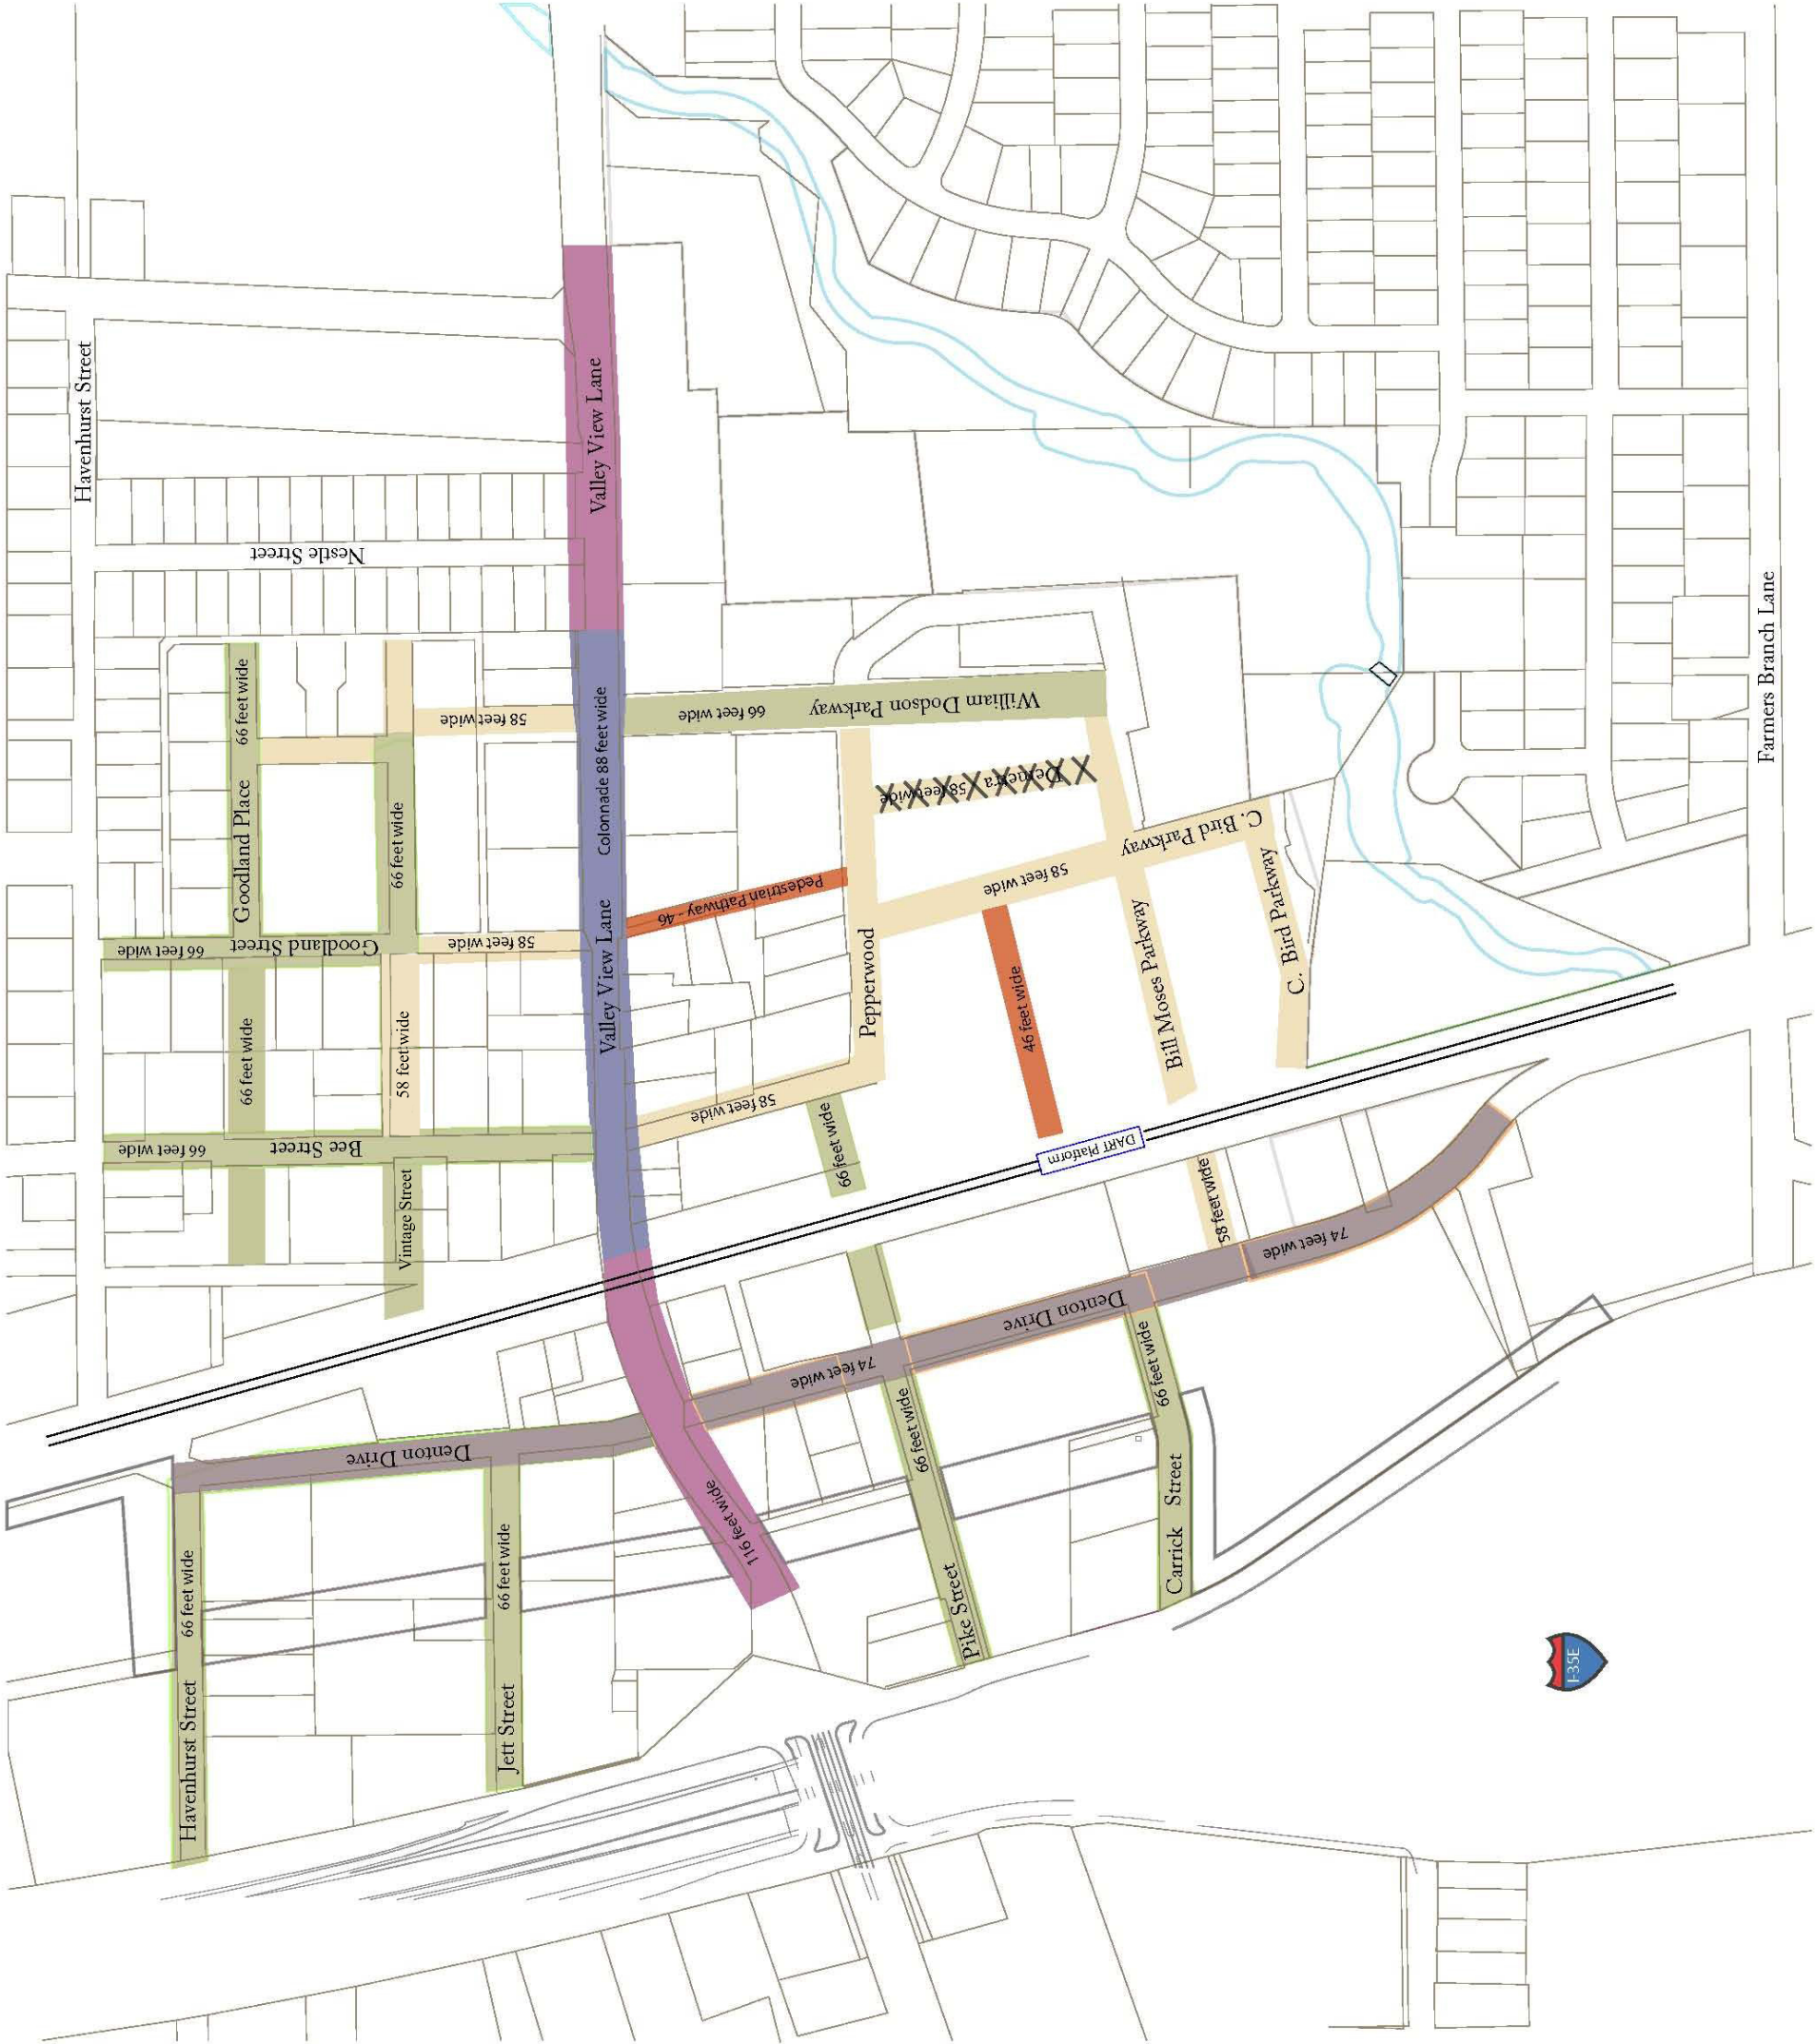 Havenhurst Street
Valley View Lane
Nestle Street
Farmers Branch Lane
66 feet wide
58 feet wide
Colonnade 88 feet wide
66 feet wide
William Dodson Parkway
Goodland Place
66 feet wide
Demetra
58 feet wide
C. Bird Parkway
58 feet wide
Pedestrian Pathway - 46
66 feet wide
Goodland Street
58 feet wide
Valley View Lane
Pepperwood
46 feet wide
Bill Moses Parkway
C. Bird Parkway
66 feet wide
58 feet wide
66 feet wide
Bee Street
58 feet wide
66 feet wide
DART Platform
Vintage Street
58 feet wide
74 feet wide
Denton Drive
74 feet wide
66 feet wide
66 feet wide
Denton Drive
116 feet wide
66 feet wide
66 feet wide
Pike Street
Carrick Street
Havenhurst Street
Jett Street
I-35E